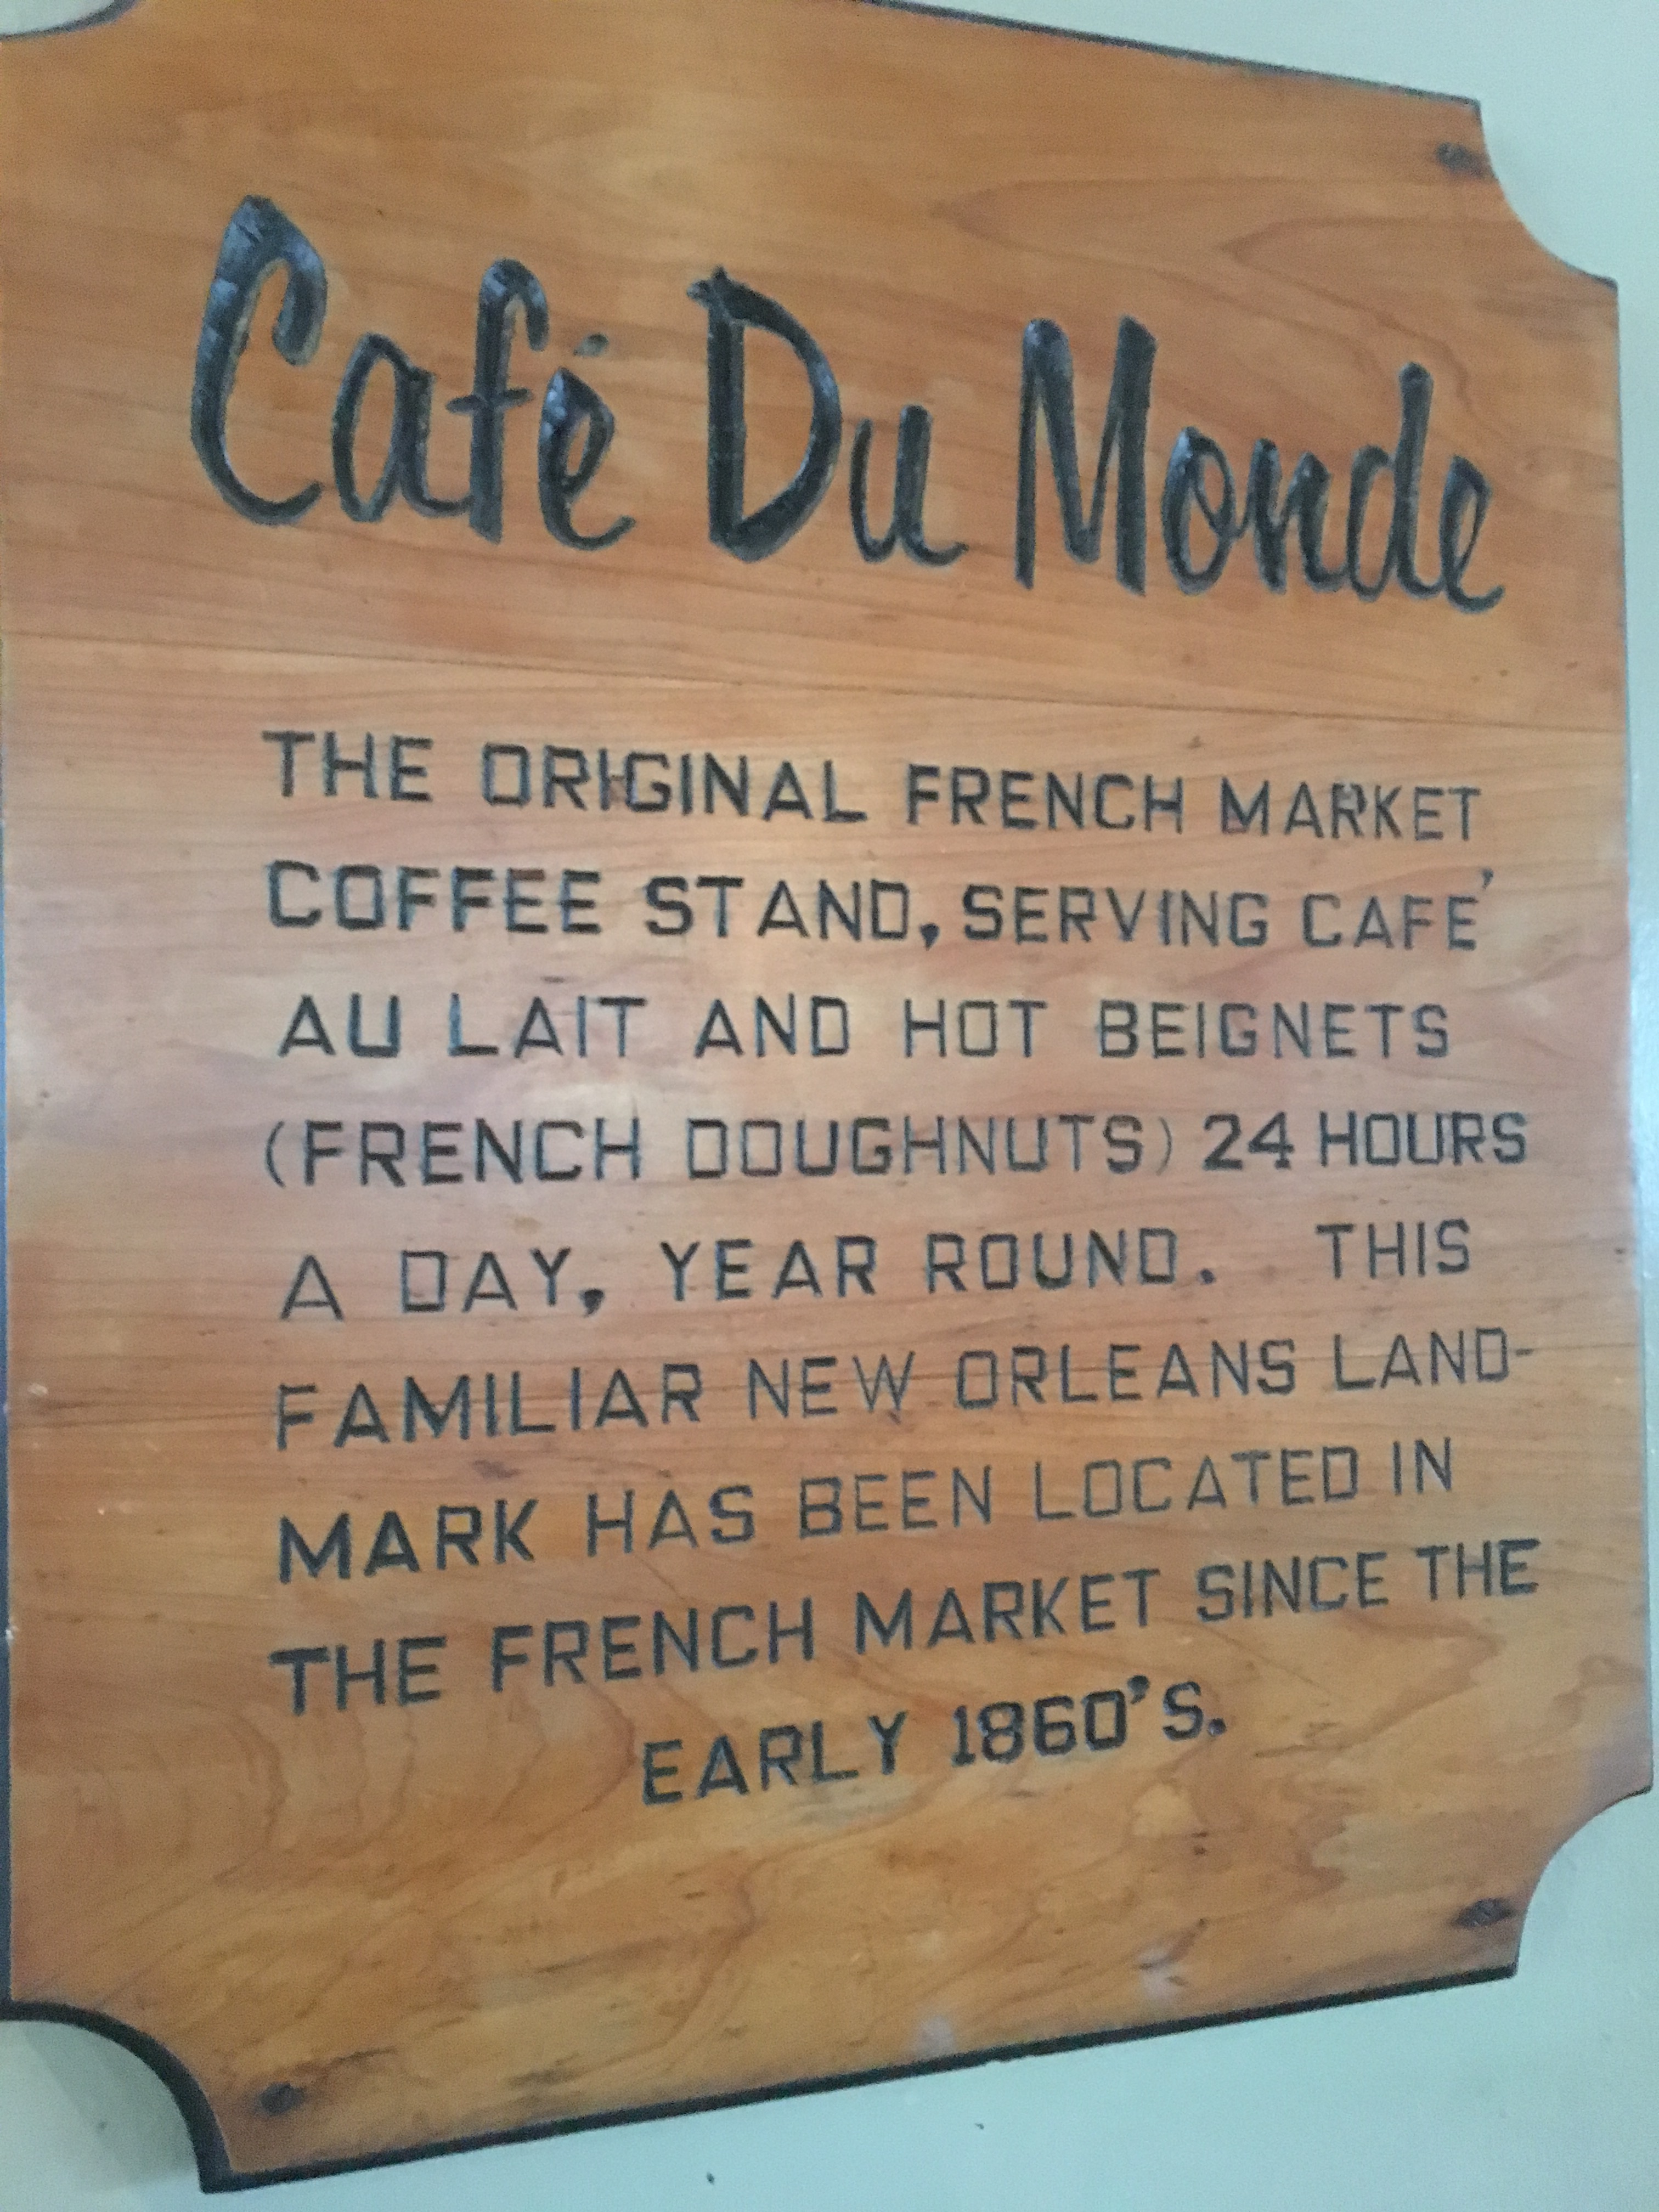 Café Du Monde
THE ORIGINAL FRENCH MARKET
COFFEE STAND, SERVING CAFE'
AU LAIT AND HOT BEIGNETS
(FRENCH DOUGHNUTS) 24 HOURS
A DAY, YEAR ROUND. THIS
FAMILIAR NEW ORLEANS LAND-
MARK HAS BEEN LOCATED IN
THE FRENCH MARKET SINCE THE
EARLY 1860'S.